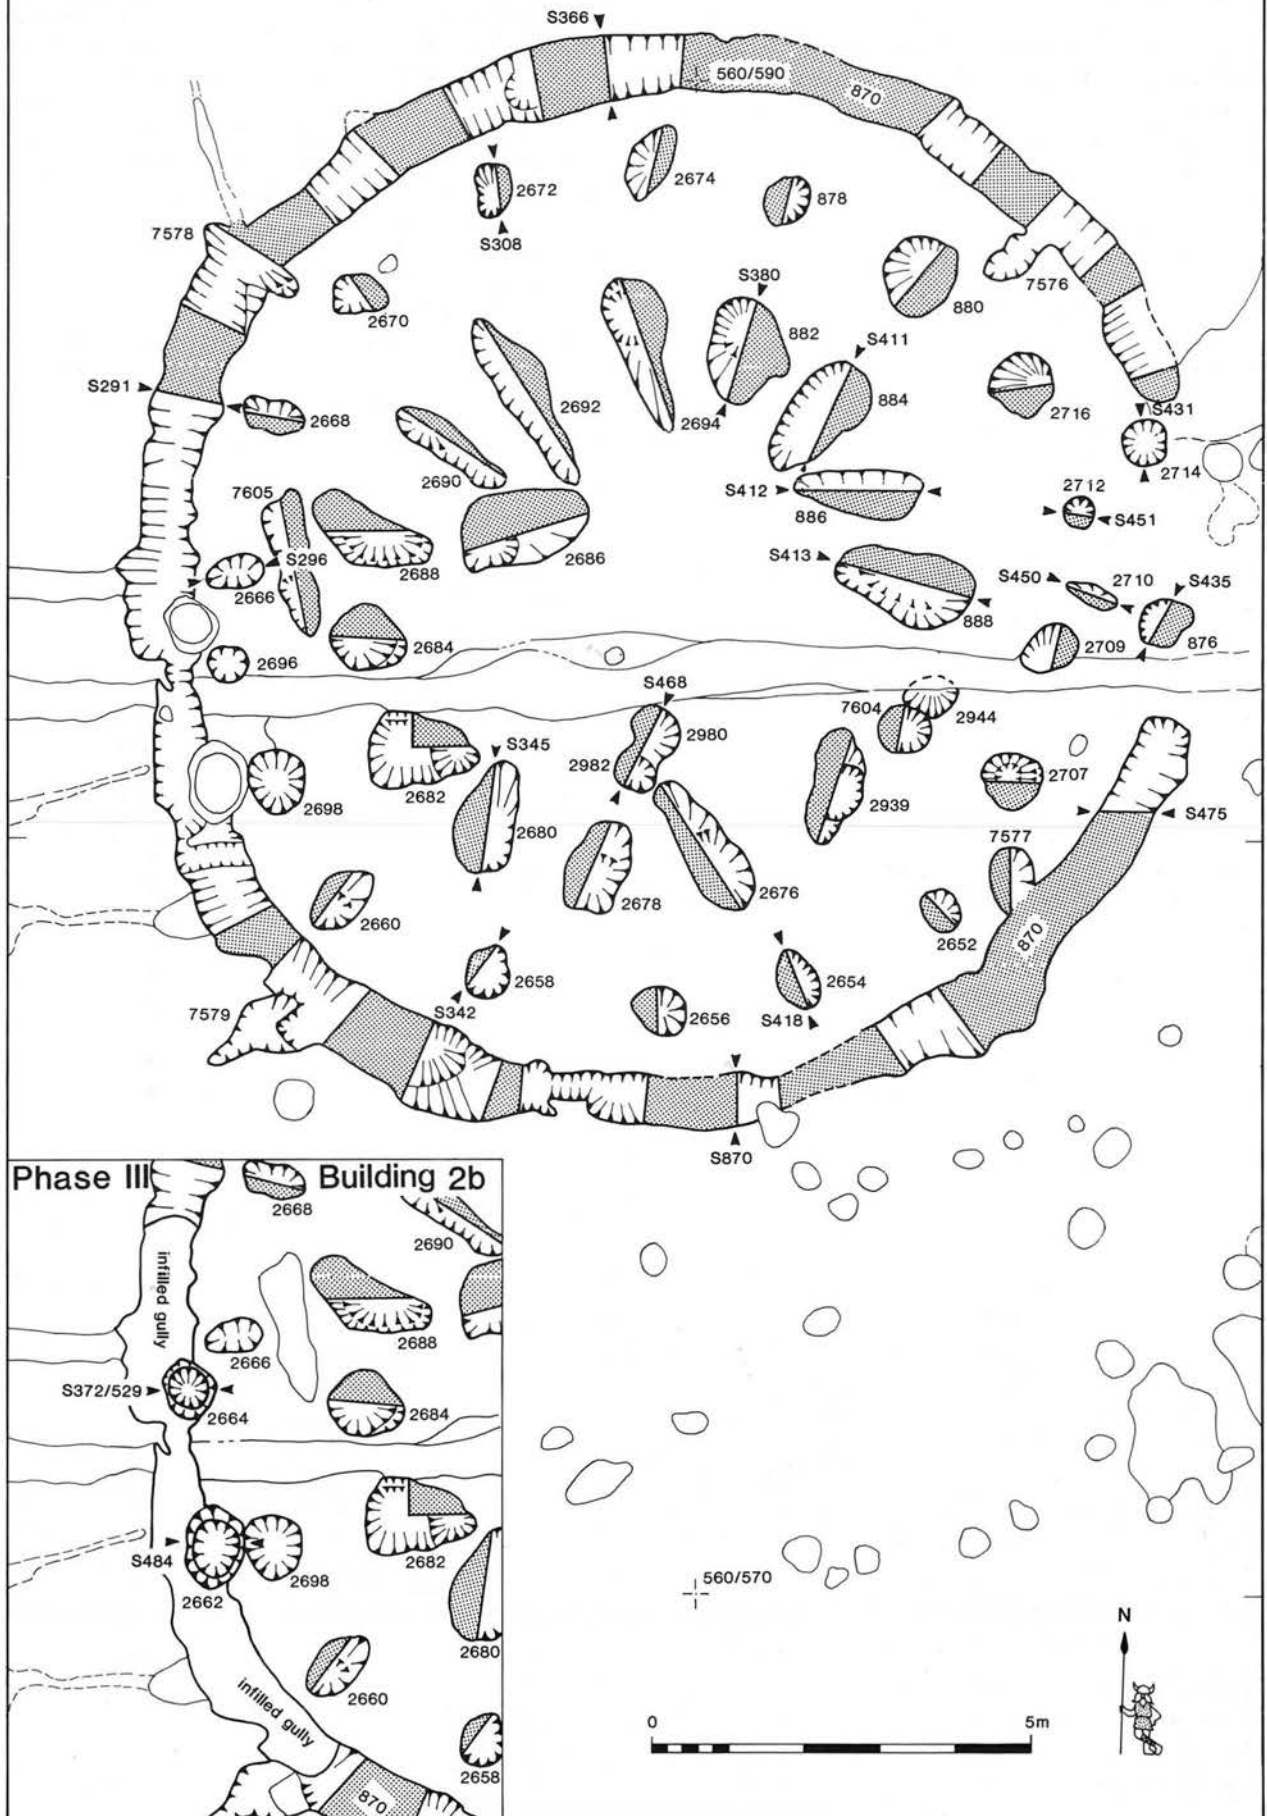 S366
560/590
870
2672
2674
878
S308
7578
7576
2670
880
S380
882
S411
S291
2668
2692
2694
884
2716
S431
2714
2690
S412
886
2712
S451
7605
2688
2686
S296
2666
S413
888
S450
2710
S435
876
2684
2709
2696
S468
7604
2944
2980
2982
S345
2682
2698
2680
2939
2707
S475
7577
2678
2676
2660
2652
870
2658
S342
2654
S418
2656
7579
S870
Phase III Building 2b
2668
2690
infilled gully
2688
2666
S372/529
2664
2684
S484
2662
2698
2682
2680
560/570
2660
infilled gully
2658
870
N
0 5m